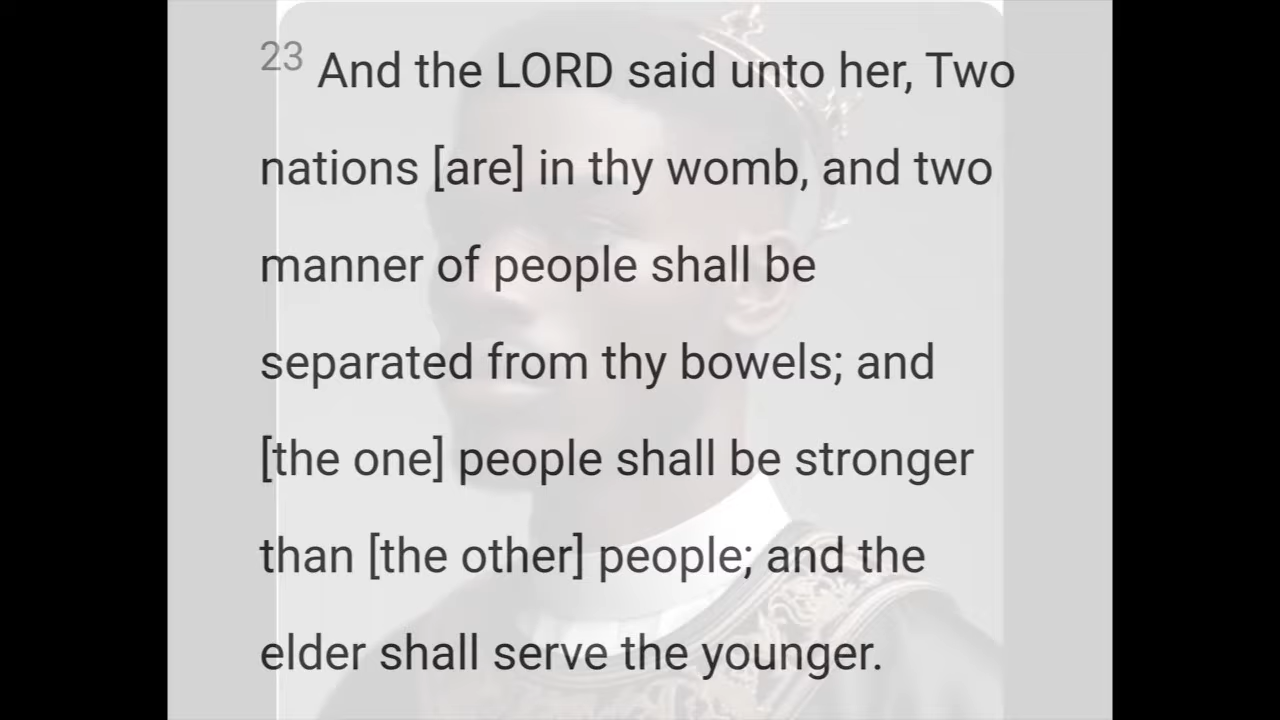 23 And the LORD said unto her, Two
nations [are] in thy womb, and two
manner of people shall be
separated from thy bowels; and
[the one] people shall be stronger
than [the other] people; and the
elder shall serve the younger.